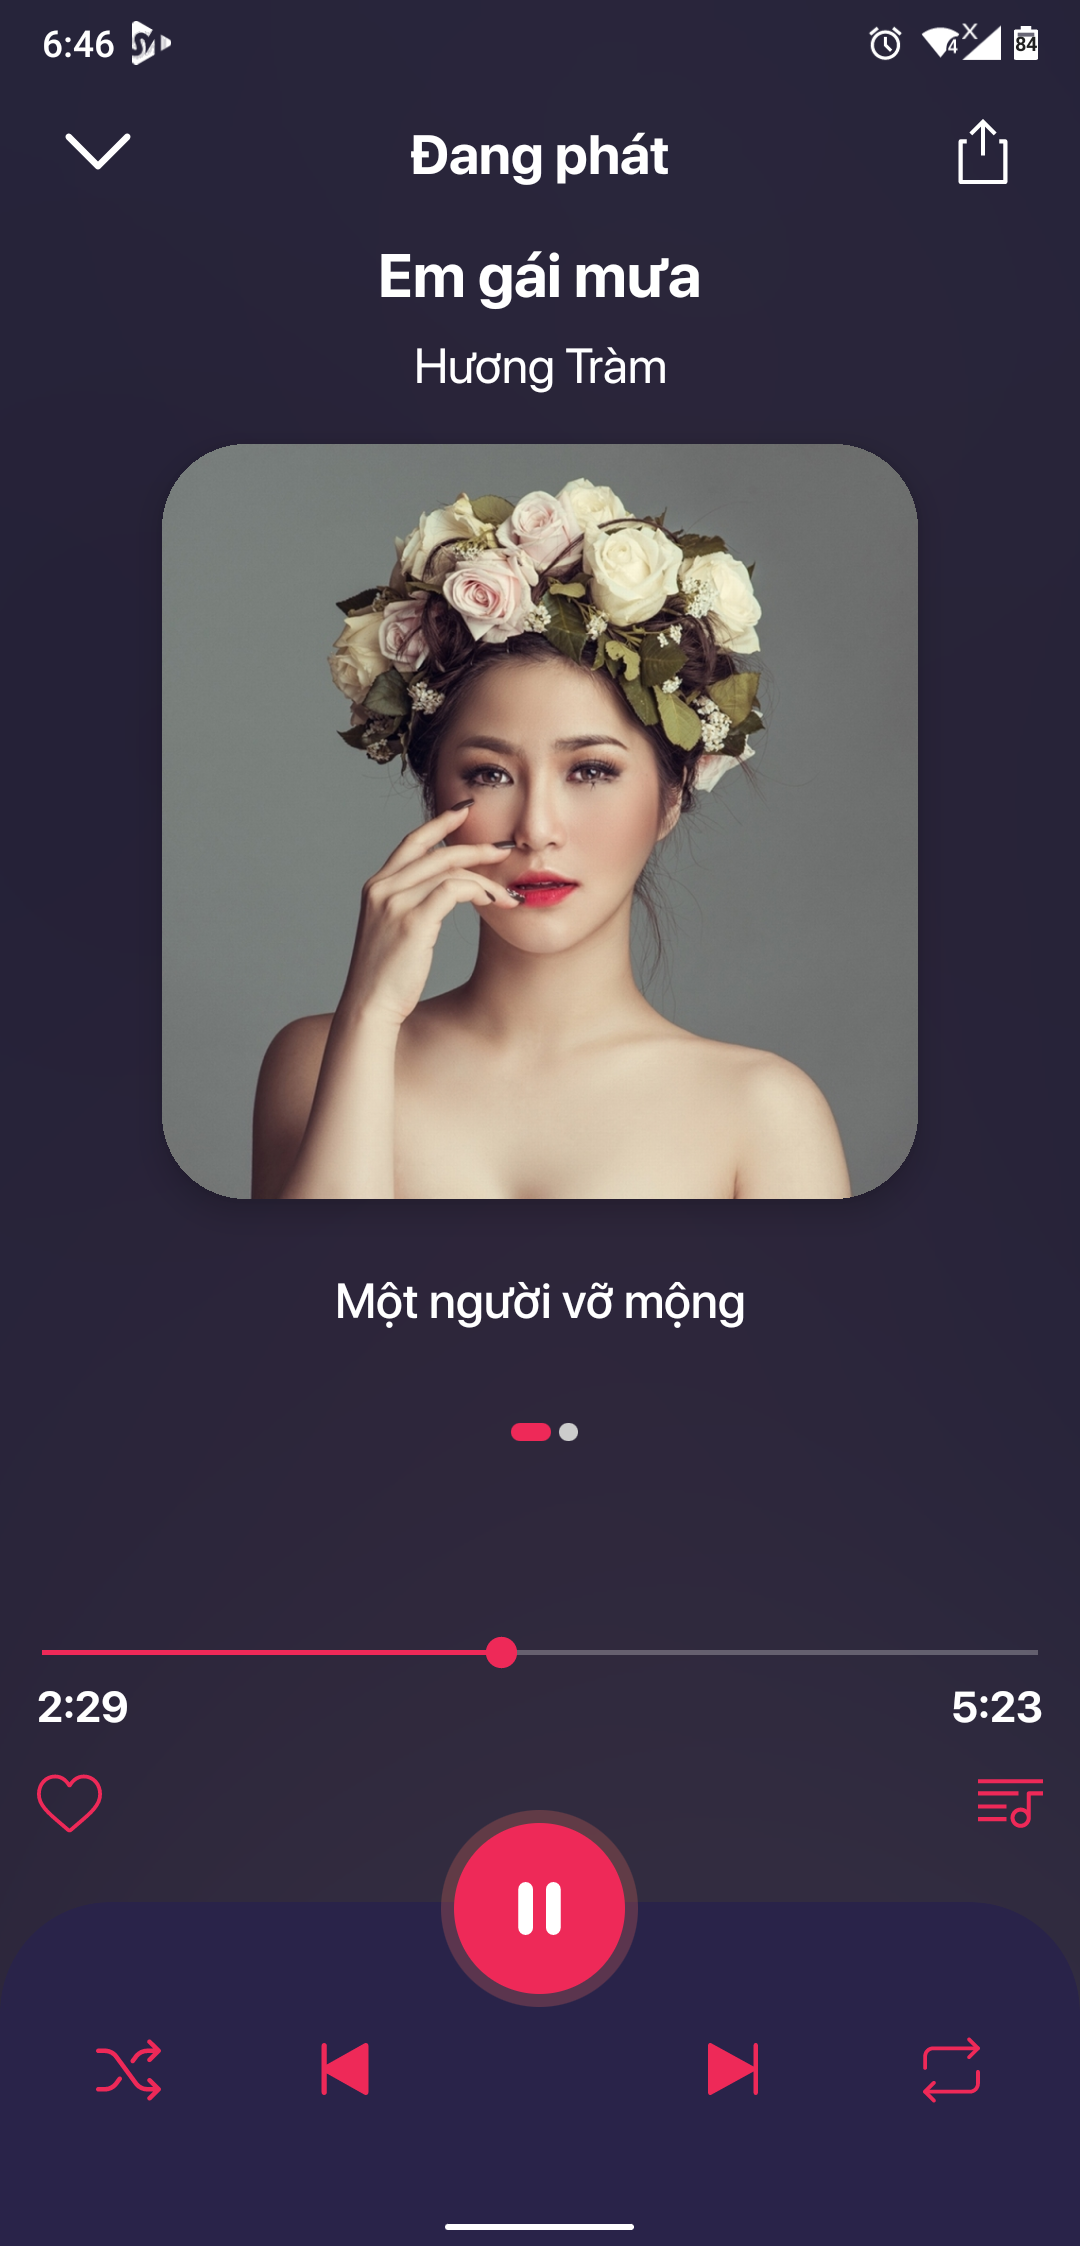 6:46
84
Đang phát
Em gái mưa
Hương Tràm
Một người vỡ mộng
2:29
5:23